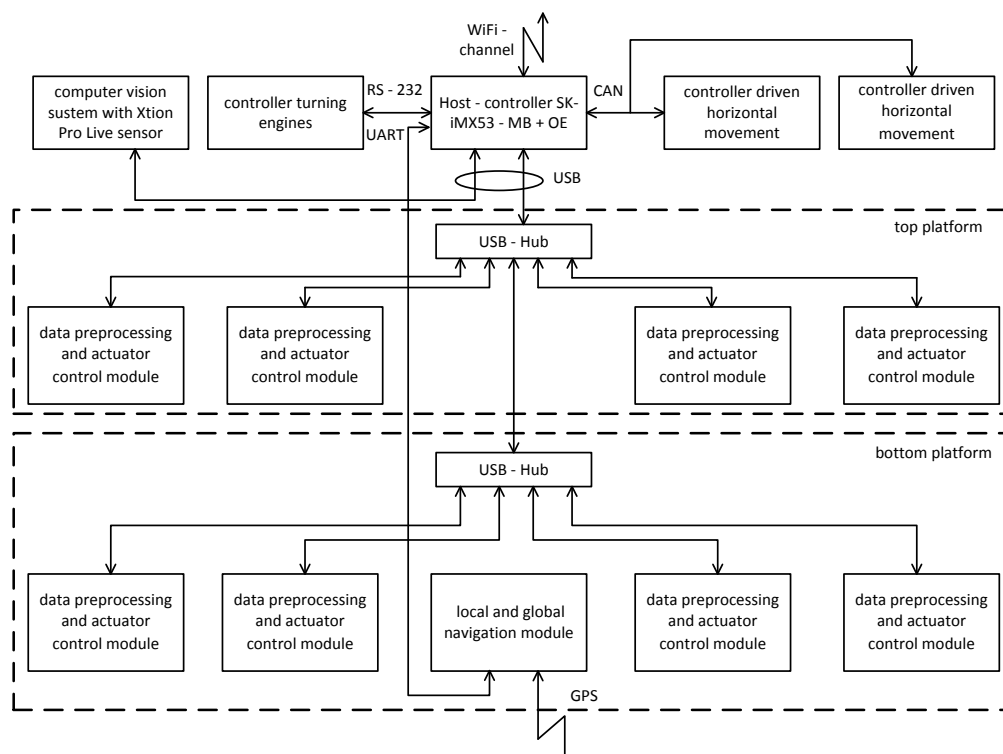 WiFi -
channel
computer vision
sustem with Xtion
Pro Live sensor
controller turning
engines
RS - 232
UART
Host - controller SK-
iMX53 - MB + OE
CAN
controller driven
horizontal
movement
controller driven
horizontal
movement
USB
top platform
USB - Hub
data preprocessing
and actuator
control module
data preprocessing
and actuator
control module
data preprocessing
and actuator
control module
data preprocessing
and actuator
control module
bottom platform
USB - Hub
data preprocessing
and actuator
control module
data preprocessing
and actuator
control module
local and global
navigation module
data preprocessing
and actuator
control module
data preprocessing
and actuator
control module
GPS